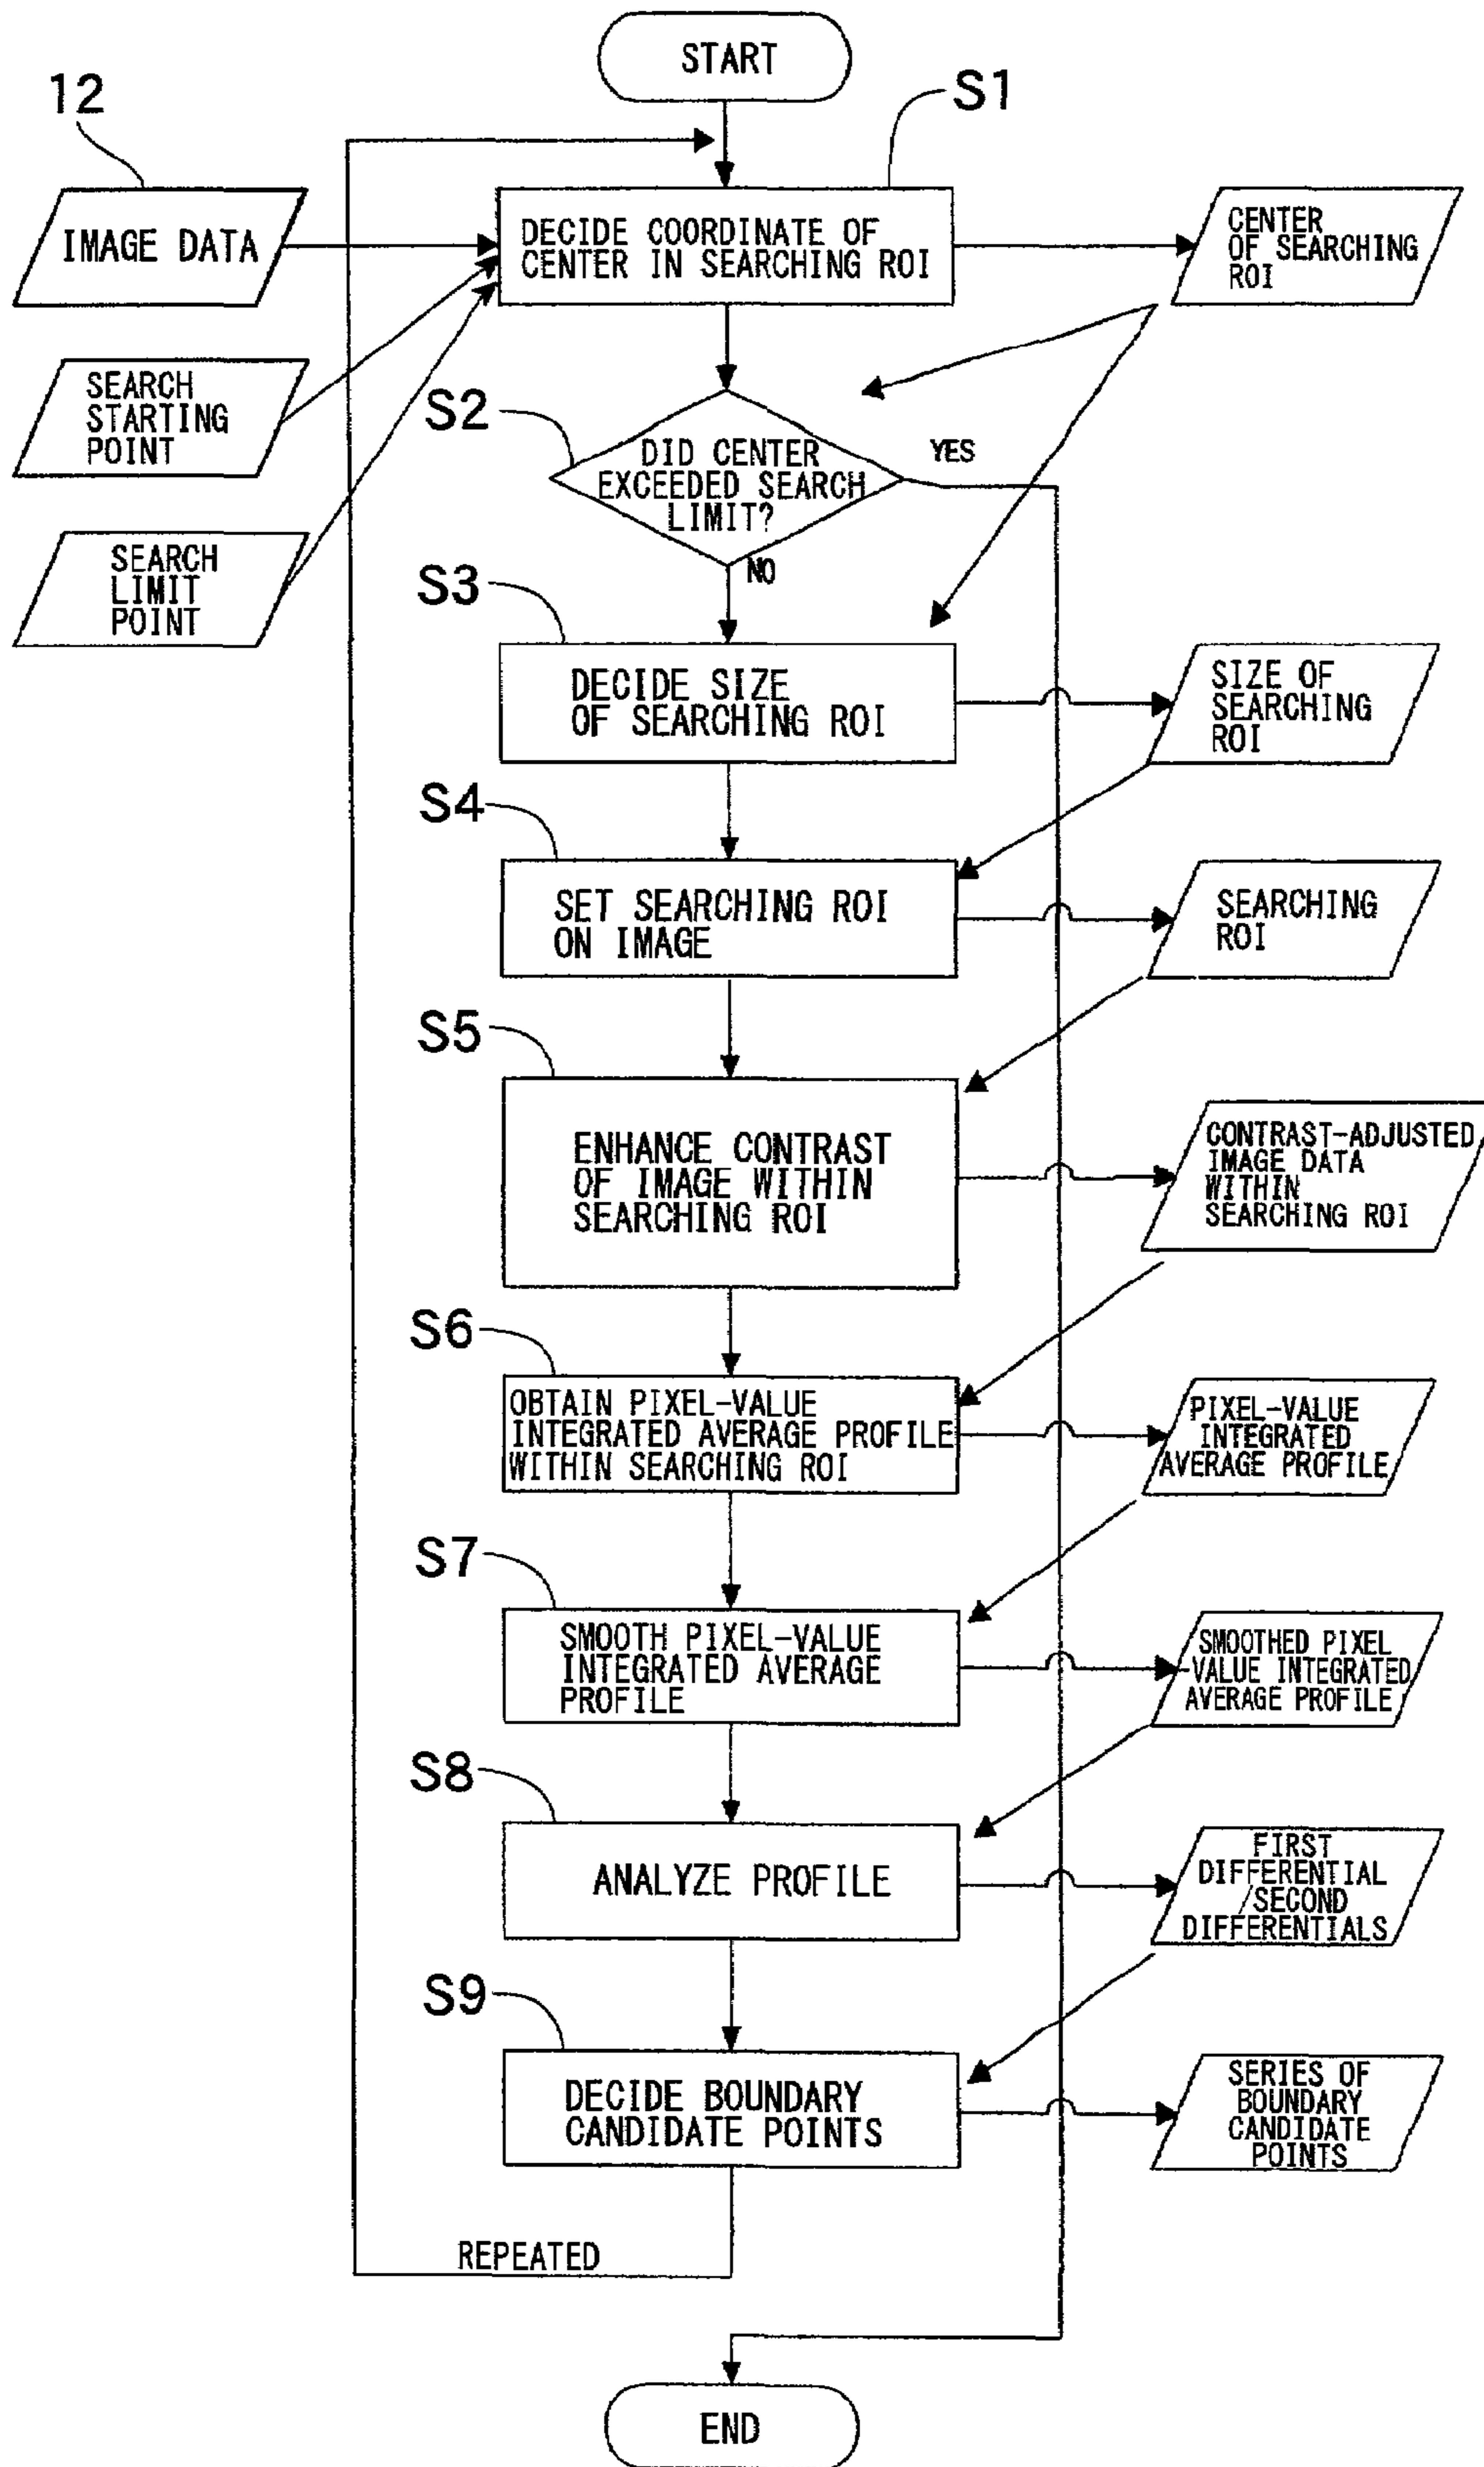 START
12
S1
IMAGE DATA
DECIDE COORDINATE OF
CENTER IN SEARCHING ROI
CENTER
OF SEARCHING
ROI
SEARCH
STARTING
POINT
S2
DID CENTER
EXCEEDED SEARCH
LIMIT?
YES
NO
SEARCH
LIMIT
POINT
S3
DECIDE SIZE
OF SEARCHING ROI
SIZE OF
SEARCHING
ROI
S4
SET SEARCHING ROI
ON IMAGE
SEARCHING
ROI
S5
ENHANCE CONTRAST
OF IMAGE WITHIN
SEARCHING ROI
CONTRAST-ADJUSTED
IMAGE DATA
WITHIN
SEARCHING ROI
S6
OBTAIN PIXEL-VALUE
INTEGRATED AVERAGE PROFILE
WITHIN SEARCHING ROI
PIXEL-VALUE
INTEGRATED
AVERAGE PROFILE
S7
SMOOTH PIXEL-VALUE
INTEGRATED AVERAGE
PROFILE
SMOOTHED PIXEL
-VALUE INTEGRATED
AVERAGE PROFILE
S8
ANALYZE PROFILE
FIRST
DIFFERENTIAL
/SECOND
DIFFERENTIALS
S9
DECIDE BOUNDARY
CANDIDATE POINTS
SERIES OF
BOUNDARY
CANDIDATE
POINTS
REPEATED
END